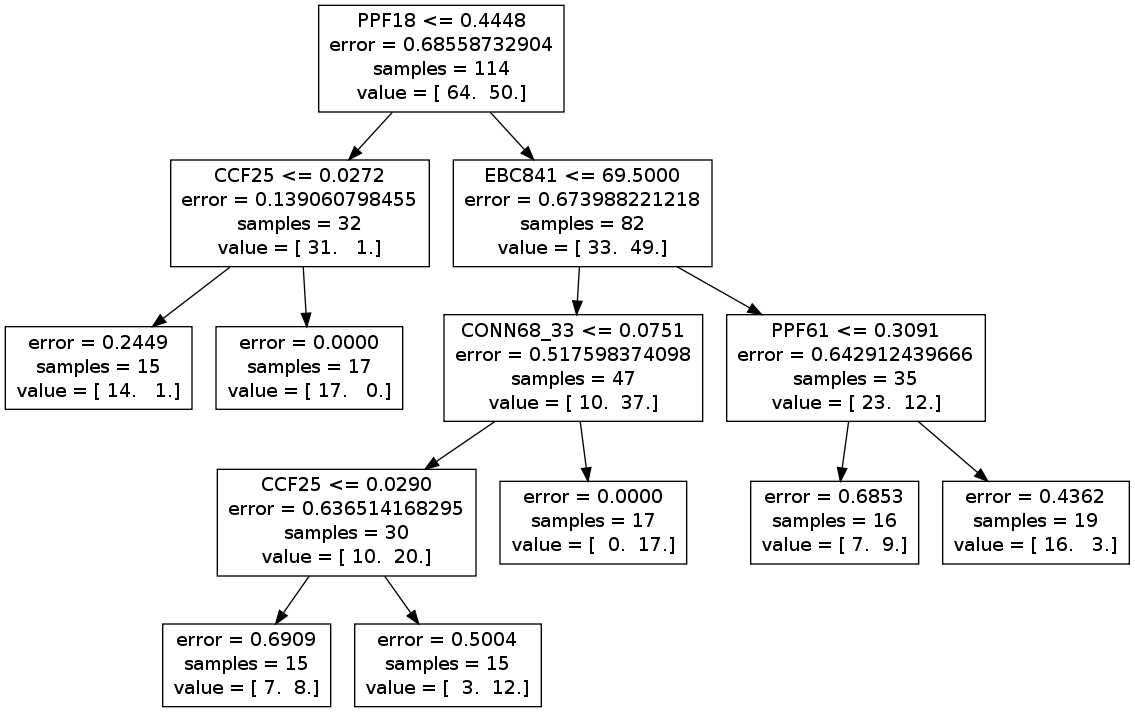 PPF18 <= 0.4448
error = 0.68558732904
samples = 114
value = [ 64.  50.]
CCF25 <= 0.0272
error = 0.139060798455
samples = 32
value = [ 31.   1.]
EBC841 <= 69.5000
error = 0.673988221218
samples = 82
value = [ 33.  49.]
error = 0.2449
samples = 15
value = [ 14.   1.]
error = 0.0000
samples = 17
value = [ 17.   0.]
CONN68_33 <= 0.0751
error = 0.517598374098
samples = 47
value = [ 10.  37.]
PPF61 <= 0.3091
error = 0.642912439666
samples = 35
value = [ 23.  12.]
CCF25 <= 0.0290
error = 0.636514168295
samples = 30
value = [ 10.  20.]
error = 0.0000
samples = 17
value = [  0.  17.]
error = 0.6853
samples = 16
value = [ 7.  9.]
error = 0.4362
samples = 19
value = [ 16.   3.]
error = 0.6909
samples = 15
value = [ 7.  8.]
error = 0.5004
samples = 15
value = [  3.  12.]